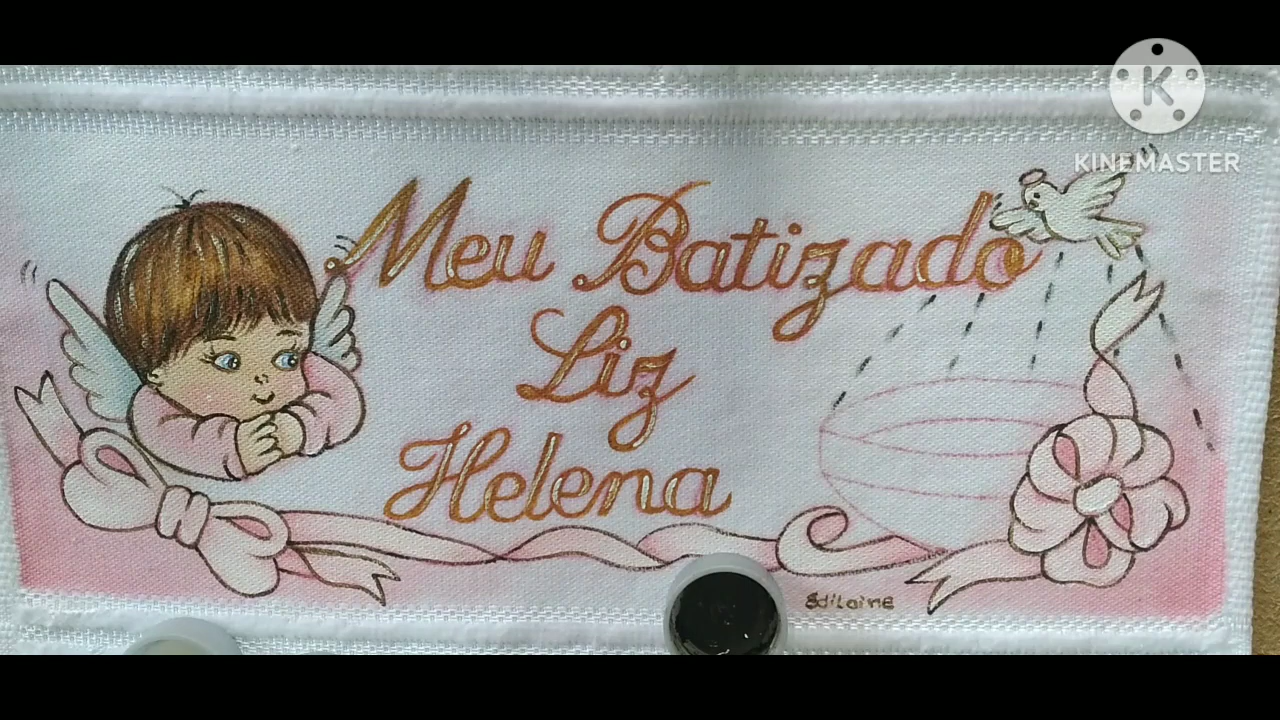 K
KINEMASTER
Meu Batizado
Liz
Helena
Edilaine